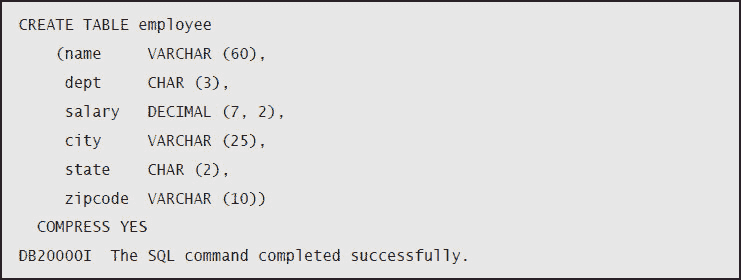 CREATE TABLE employee
(name VARCHAR (60),
dept CHAR (3),
salary DECIMAL (7, 2),
city VARCHAR (25),
state CHAR (2),
zipcode VARCHAR (10))
COMPRESS YES
DB20000I The SQL command completed successfully.